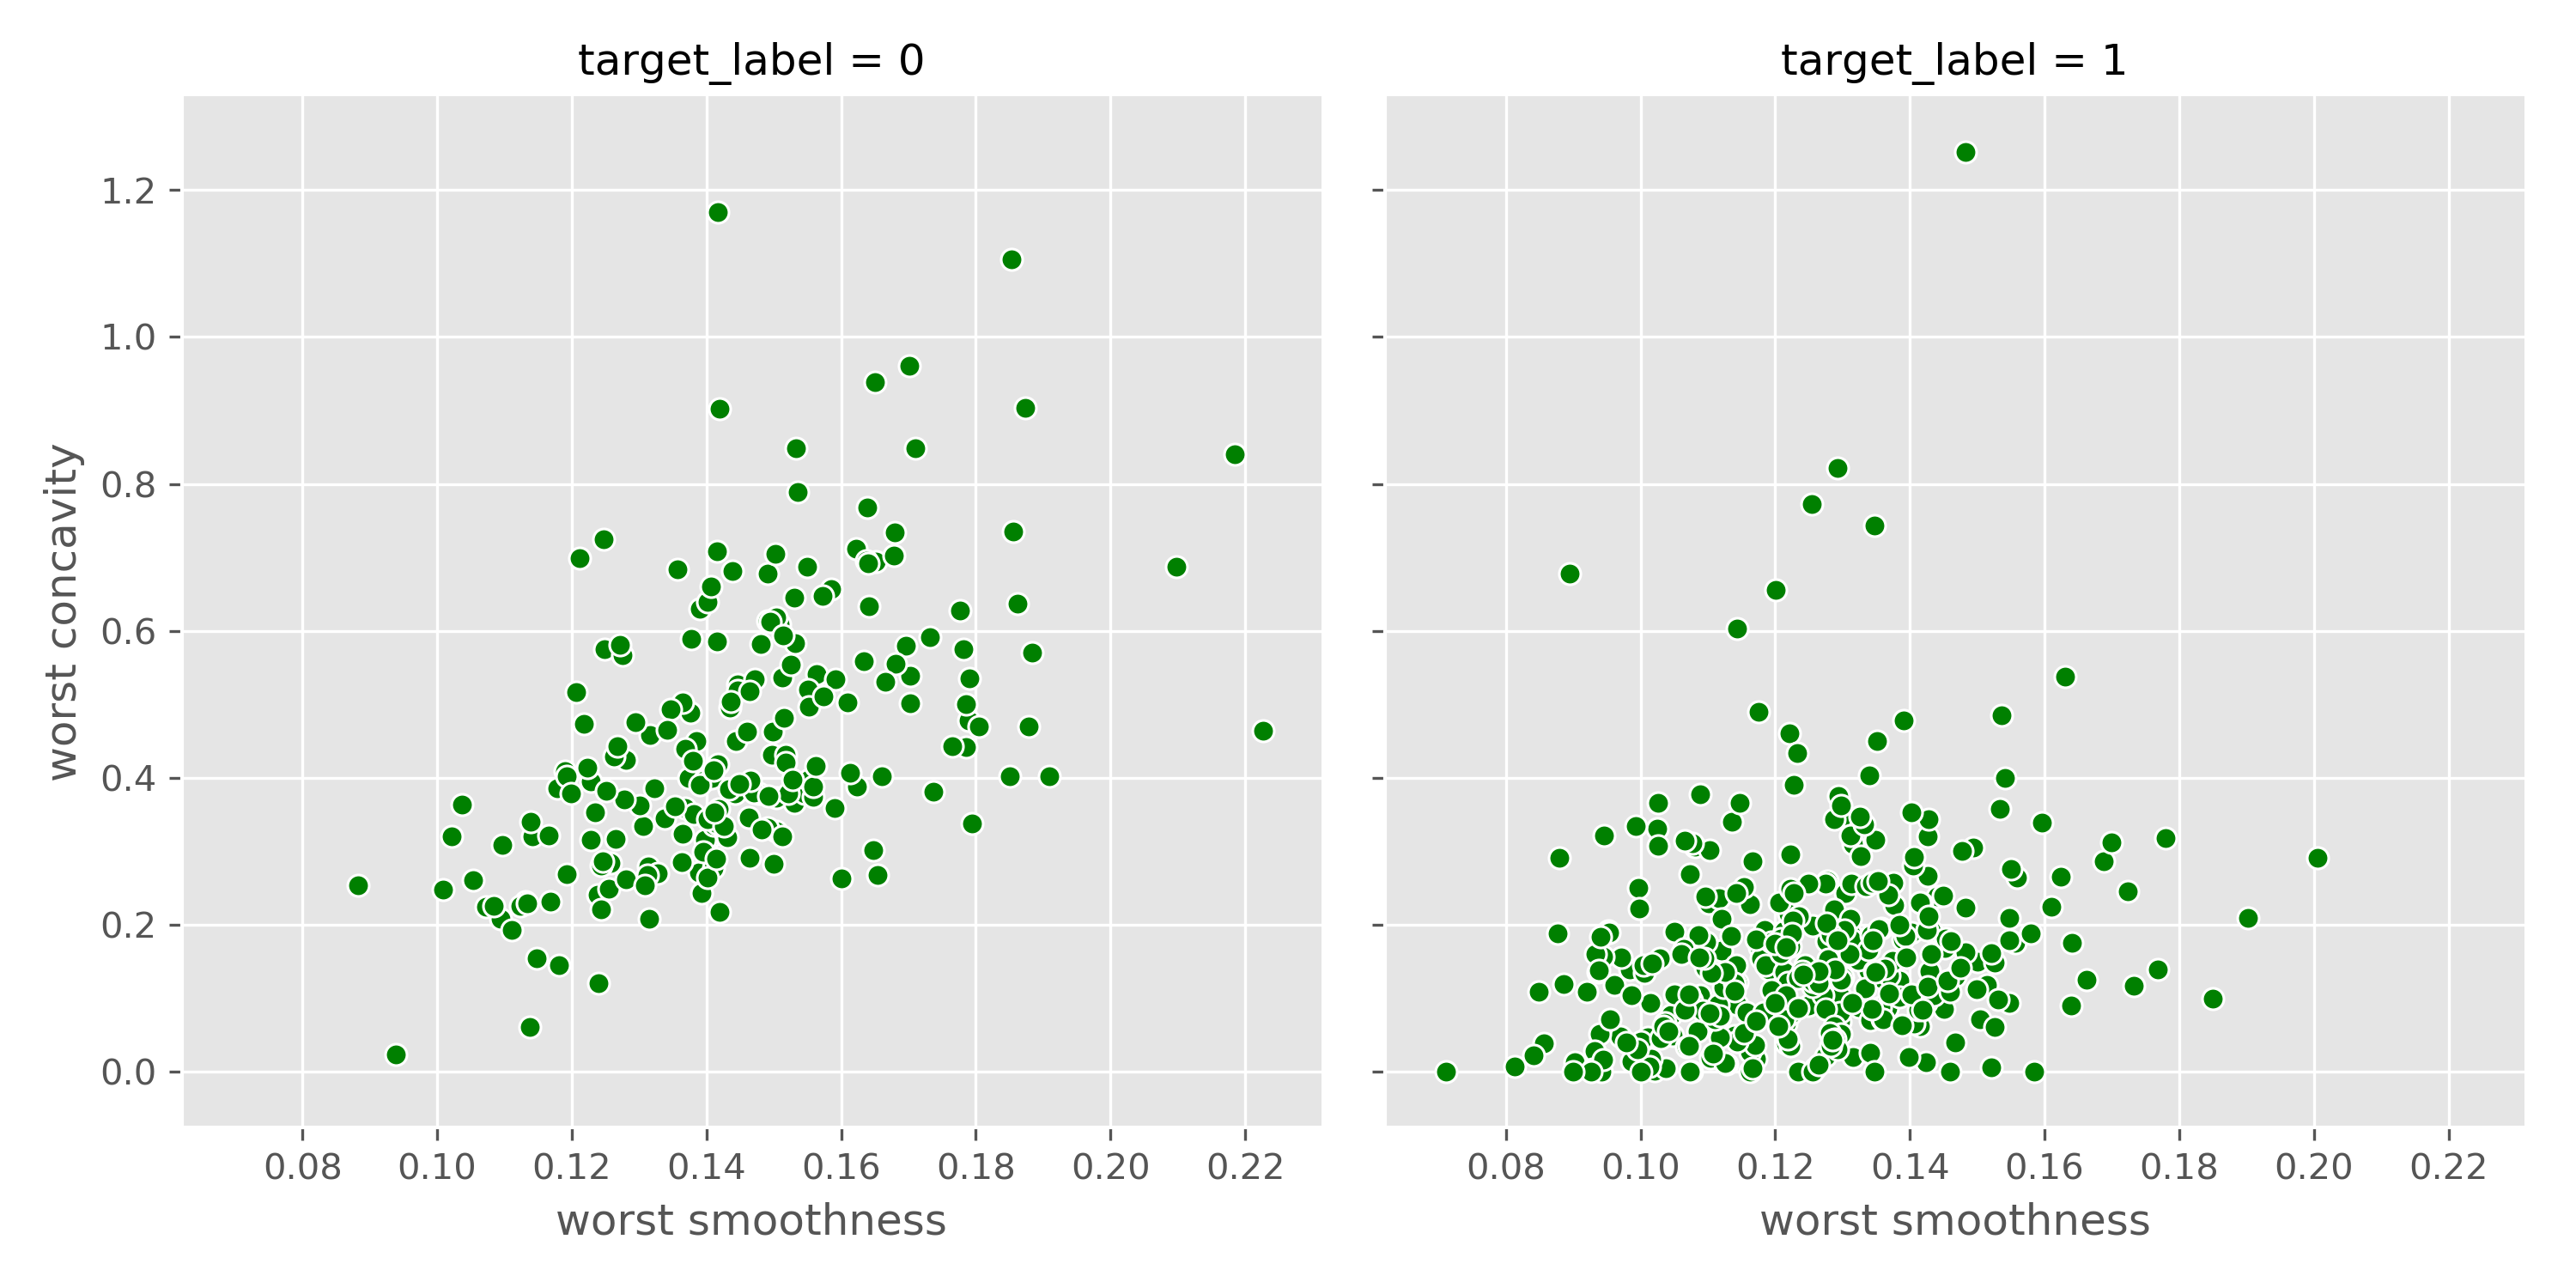 target_label = 0
target_label = 1
worst concavity
1.2
1.0
0.8
0.6
0.4
0.2
0.0
0.08 0.10 0.12 0.14 0.16 0.18 0.20 0.22
0.08 0.10 0.12 0.14 0.16 0.18 0.20 0.22
worst smoothness
worst smoothness